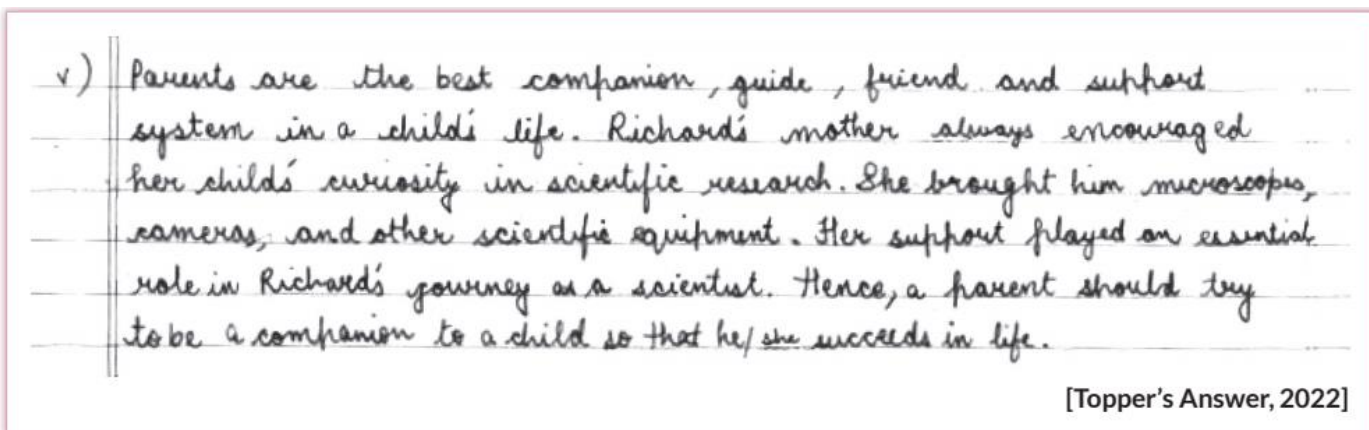 v) Parents are the best companion, guide, friend and support
system in a child's life. Richard's mother always encouraged
her child's curiosity in scientific research. She brought him microscopes,
cameras, and other scientific equipment. Her support played an essential
role in Richard's journey as a scientist. Hence, a parent should try
to be a companion to a child so that he/she succeeds in life.
[Topper's Answer, 2022]